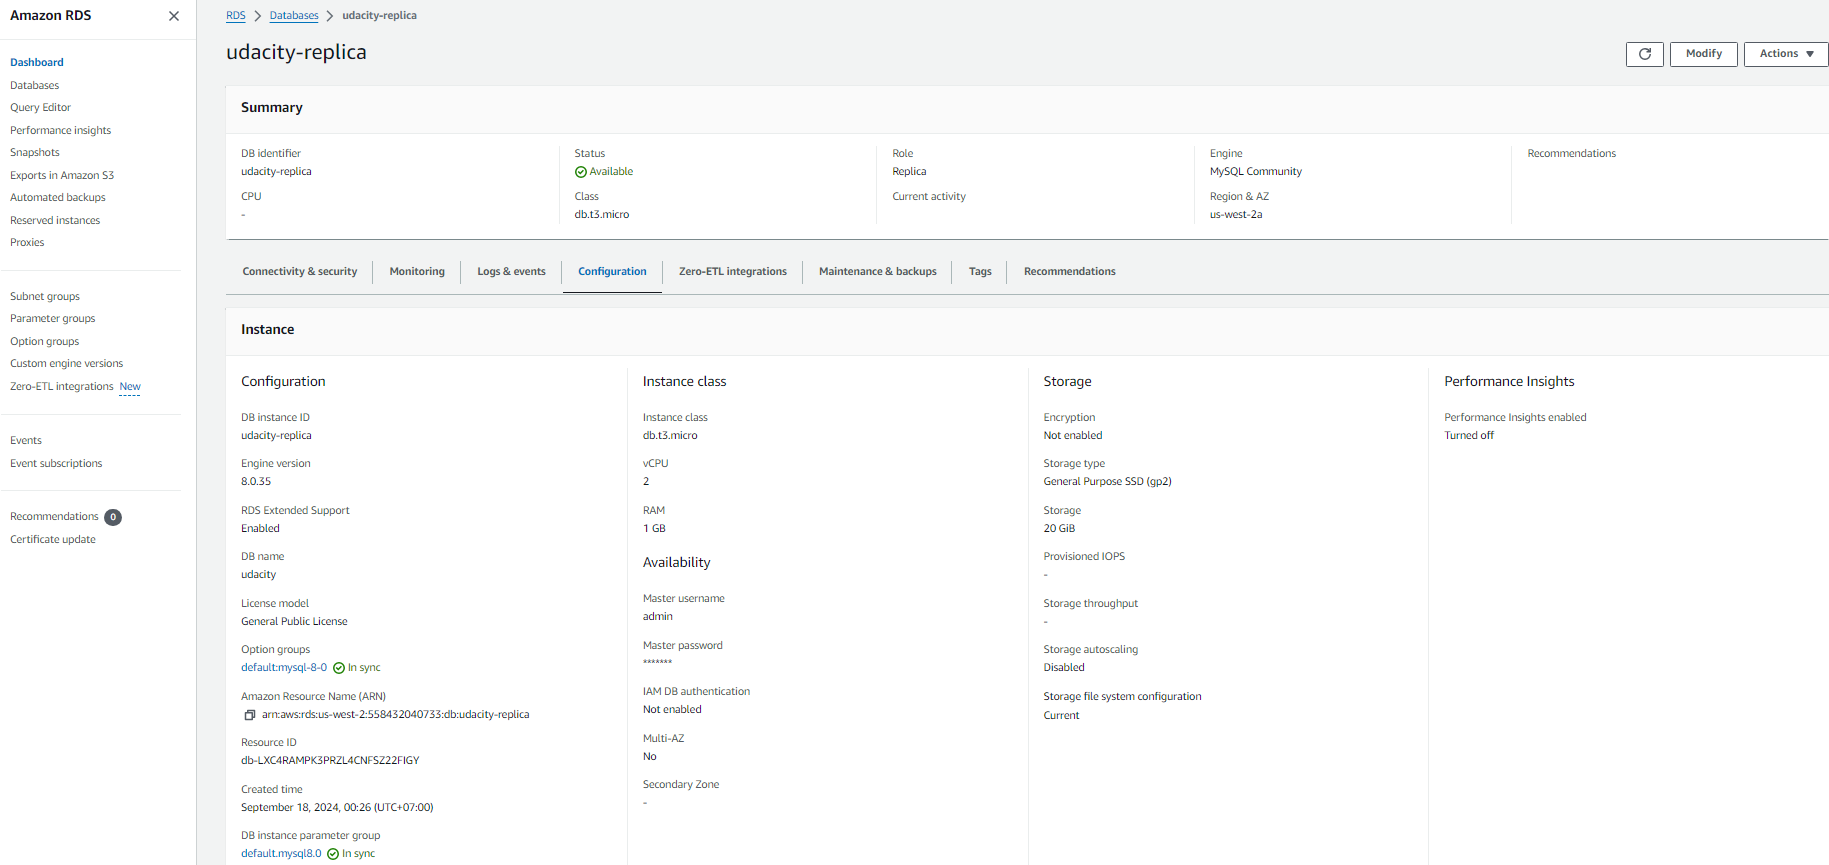 Amazon RDS
Dashboard
Databases
Query Editor
Performance insights
Snapshots
Exports in Amazon S3
Automated backups
Reserved instances
Proxies
Subnet groups
Parameter groups
Option groups
Custom engine versions
Zero-ETL integrations New
Events
Event subscriptions
Recommendations 0
Certificate update
RDS > Databases > udacity-replica
udacity-replica
Modify
Actions
Summary
DB identifier
udacity-replica
CPU
-
Status
Available
Class
db.t3.micro
Role
Replica
Current activity
Engine
MySQL Community
Region & AZ
us-west-2a
Recommendations
Connectivity & security
Monitoring
Logs & events
Configuration
Zero-ETL integrations
Maintenance & backups
Tags
Recommendations
Instance
Configuration
DB instance ID
udacity-replica
Engine version
8.0.35
RDS Extended Support
Enabled
DB name
udacity
License model
General Public License
Option groups
default:mysql-8-0 In sync
Amazon Resource Name (ARN)
arn:aws:rds:us-west-2:558432040733:db:udacity-replica
Resource ID
db-LXC4RAMPK3PRZL4CNFSZ22FIGY
Created time
September 18, 2024, 00:26 (UTC+07:00)
DB instance parameter group
default.mysql8.0 In sync
Instance class
Instance class
db.t3.micro
vCPU
2
RAM
1 GB
Availability
Master username
admin
Master password
*******
IAM DB authentication
Not enabled
Multi-AZ
No
Secondary Zone
-
Storage
Encryption
Not enabled
Storage type
General Purpose SSD (gp2)
Storage
20 GiB
Provisioned IOPS
-
Storage throughput
-
Storage autoscaling
Disabled
Storage file system configuration
Current
Performance Insights
Performance Insights enabled
Turned off